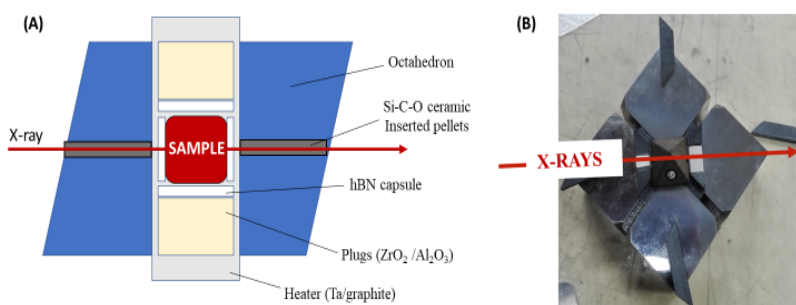 (A)
Octahedron
Si-C-O ceramic
Inserted pellets
X-ray
SAMPLE
hBN capsule
Plugs (ZrO₂ /Al₂O₃)
Heater (Ta/graphite)
(B)
X-RAYS